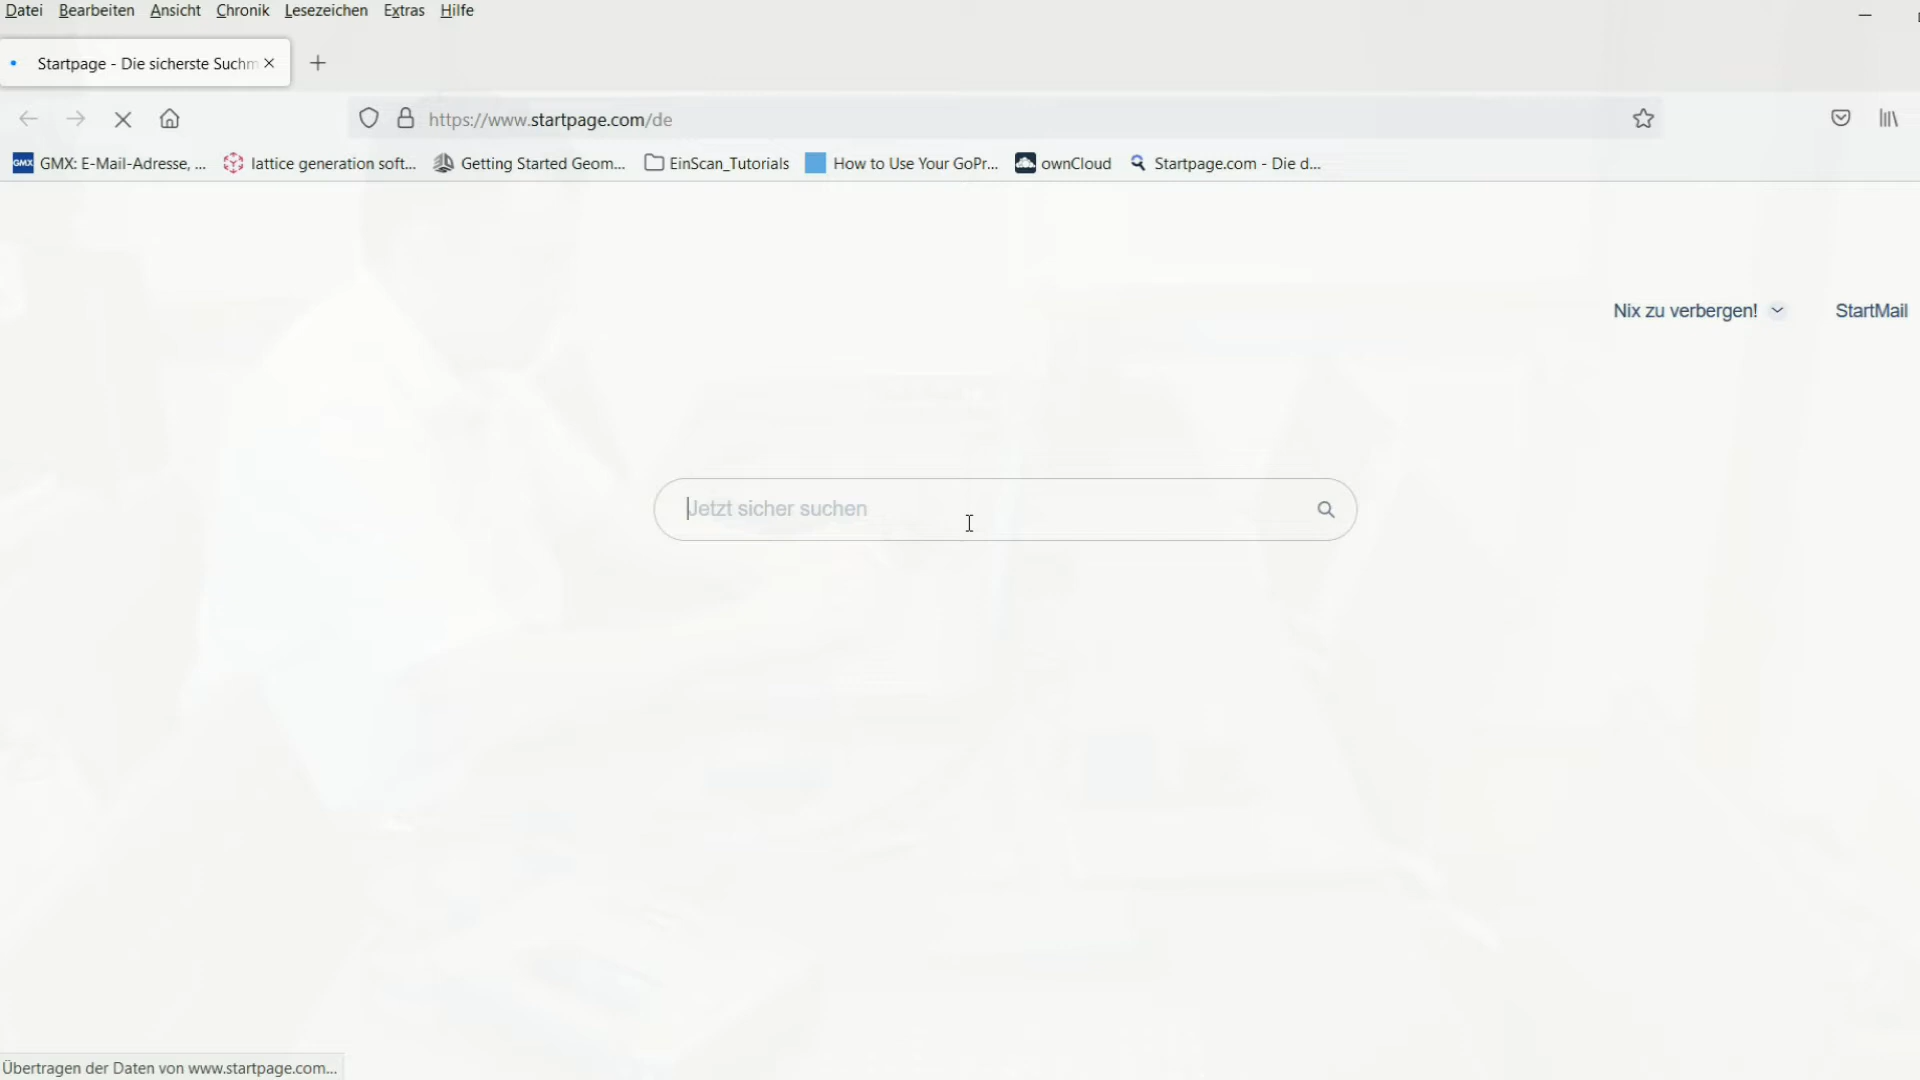 Datei Bearbeiten Ansicht Chronik Lesezeichen Extras Hilfe
Startpage - Die sicherste Suchm
https://www.startpage.com/de
GMX GMX: E-Mail-Adresse, ... lattice generation soft... Getting Started Geom... EinScan_Tutorials How to Use Your GoPr... ownCloud Startpage.com - Die d...
Nix zu verbergen! StartMail
Jetzt sicher suchen
Übertragen der Daten von www.startpage.com...